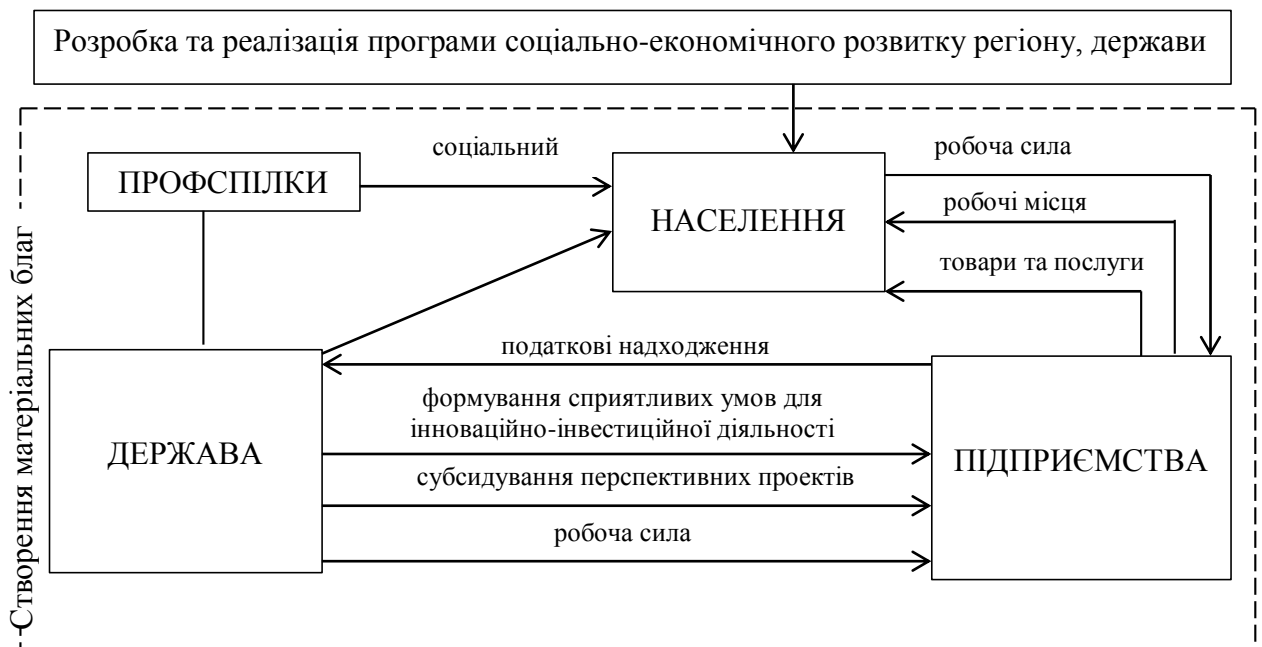 Розробка та реалізація програми соціально-економічного розвитку регіону, держави
соціальний
робоча сила
ПРОФСПІЛКИ
НАСЕЛЕННЯ
робочі місця
товари та послуги
Створення матеріальних благ
податкові надходження
формування сприятливих умов для
інноваційно-інвестиційної діяльності
ДЕРЖАВА
ПІДПРИЄМСТВА
субсидування перспективних проектів
робоча сила